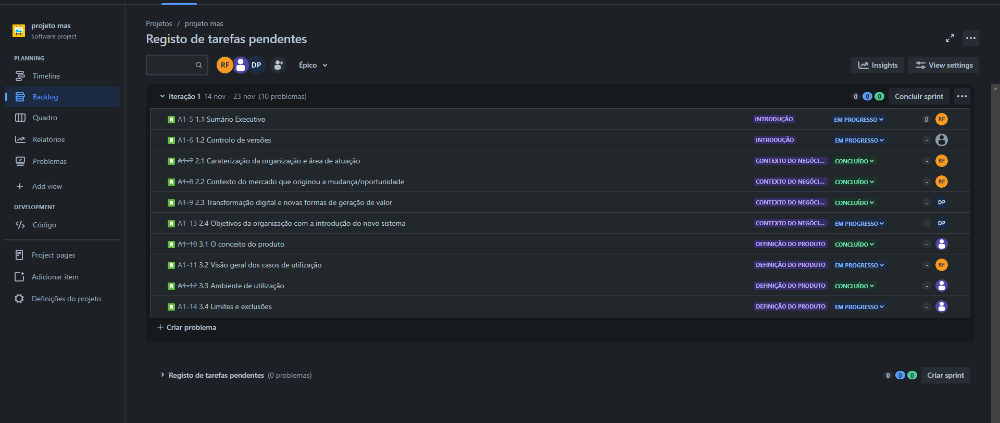 projeto mas
Software project
PLANNING
Timeline
Backlog
Quadro
Relatórios
Problemas
Add view
DEVELOPMENT
Código
Project pages
Adicionar item
Definições do projeto
Projetos / projeto mas
Registo de tarefas pendentes
RF DP Épico Insights View settings
Iteração 1 14 nov – 23 nov (10 problemas) 0 0 0 Concluir sprint
A1-5 1.1 Sumário Executivo INTRODUÇÃO EM PROGRESSO 0 RF
A1-6 1.2 Controlo de versões INTRODUÇÃO EM PROGRESSO -
A1-7 2.1 Caraterização da organização e área de atuação CONTEXTO DO NEGÓCI... CONCLUÍDO - RF
A1-8 2.2 Contexto do mercado que originou a mudança/oportunidade CONTEXTO DO NEGÓCI... CONCLUÍDO - RF
A1-9 2.3 Transformação digital e novas formas de geração de valor CONTEXTO DO NEGÓCI... CONCLUÍDO - DP
A1-13 2.4 Objetivos da organização com a introdução do novo sistema CONTEXTO DO NEGÓCI... EM PROGRESSO - DP
A1-10 3.1 O conceito do produto DEFINIÇÃO DO PRODUTO CONCLUÍDO -
A1-11 3.2 Visão geral dos casos de utilização DEFINIÇÃO DO PRODUTO EM PROGRESSO - RF
A1-12 3.3 Ambiente de utilização DEFINIÇÃO DO PRODUTO CONCLUÍDO -
A1-14 3.4 Limites e exclusões DEFINIÇÃO DO PRODUTO EM PROGRESSO -
+ Criar problema
Registo de tarefas pendentes (0 problemas) 0 0 0 Criar sprint